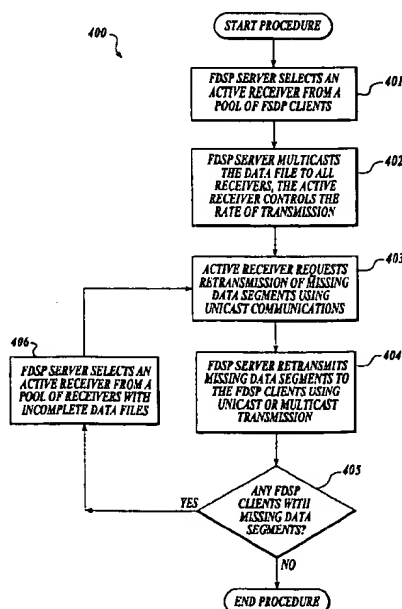 400
START PROCEDURE
FDSP SERVER SELECTS AN
ACTIVE RECEIVER FROM A
POOL OF FSDP CLIENTS
401
FDSP SERVER MULTICASTS
THE DATA FILE TO ALL
RECEIVERS, THE ACTIVE
RECEIVER CONTROLS THE
RATE OF TRANSMISSION
402
ACTIVE RECEIVER REQUESTS
RETRANSMISSION OF MISSING
DATA SEGMENTS USING
UNICAST COMMUNICATIONS
403
FDSP SERVER RETRANSMITS
MISSING DATA SEGMENTS TO
THE FDSP CLIENTS USING
UNICAST OR MULTICAST
TRANSMISSION
404
406
FDSP SERVER SELECTS AN
ACTIVE RECEIVER FROM A
POOL OF RECEIVERS WITH
INCOMPLETE DATA FILES
405
YES
ANY FDSP
CLIENTS WITH
MISSING DATA
SEGMENTS?
NO
END PROCEDURE